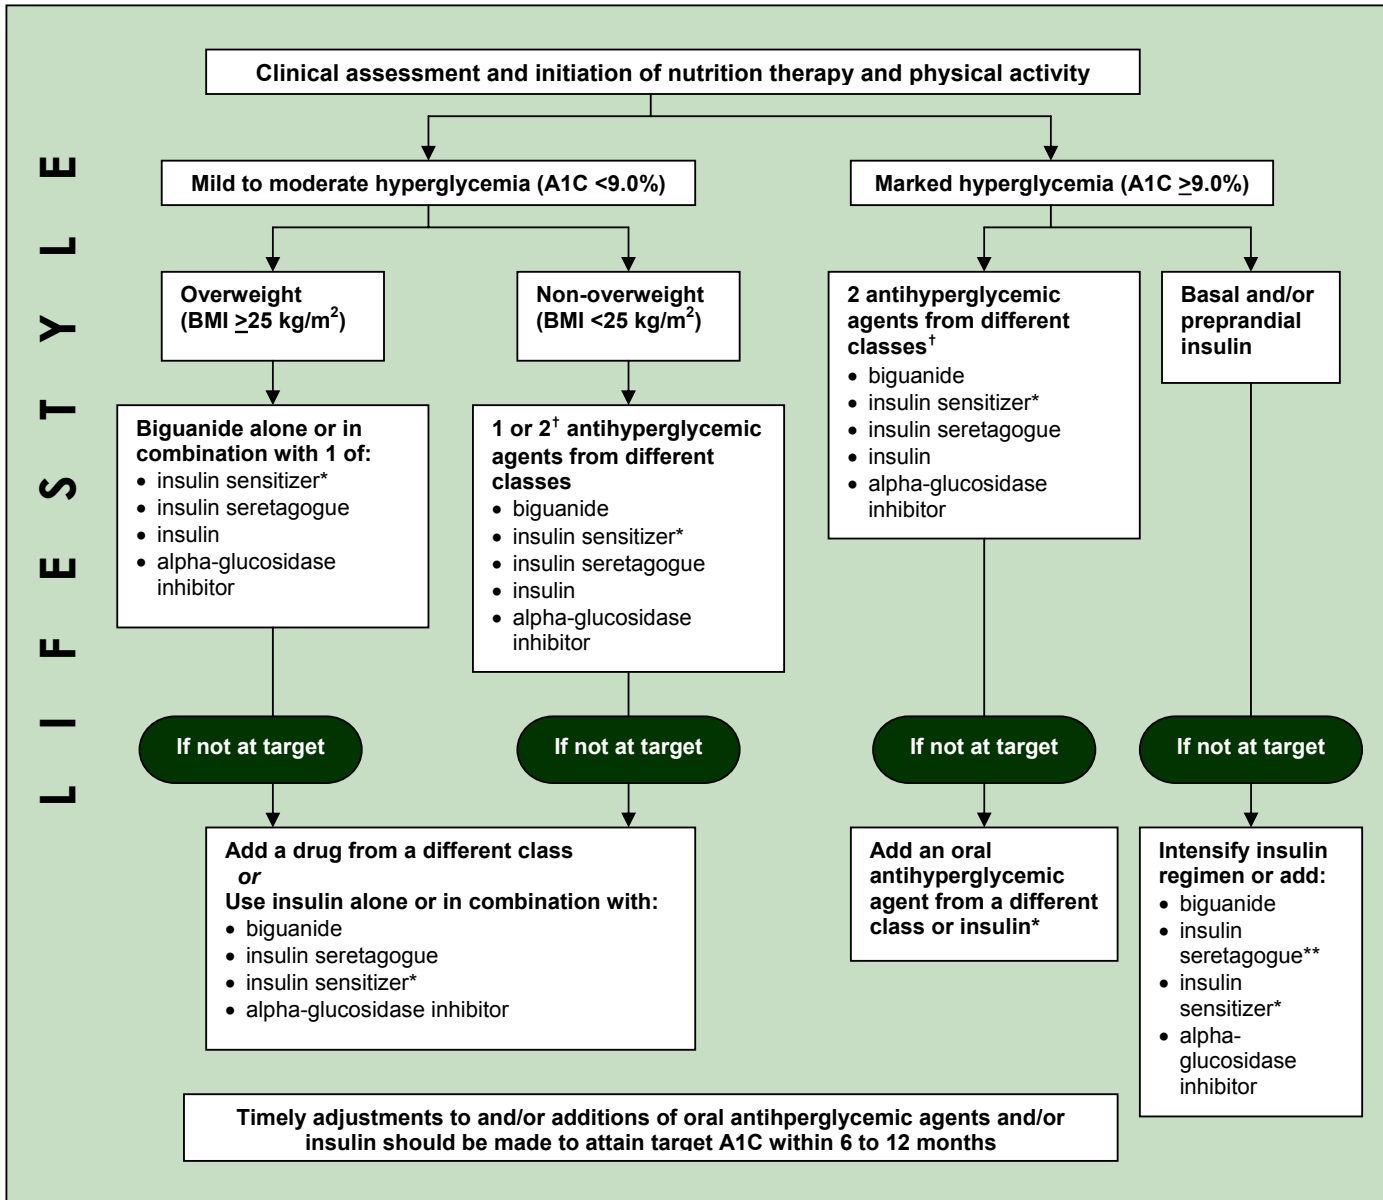 Clinical assessment and initiation of nutrition therapy and physical activity
LIFESTYLE
Mild to moderate hyperglycemia (A1C <9.0%)
Marked hyperglycemia (A1C ≥9.0%)
Overweight
(BMI ≥25 kg/m²)
Non-overweight
(BMI <25 kg/m²)
2 antihyperglycemic
agents from different
classes†
• biguanide
• insulin sensitizer*
• insulin seretagogue
• insulin
• alpha-glucosidase
inhibitor
Basal and/or
preprandial
insulin
Biguanide alone or in
combination with 1 of:
• insulin sensitizer*
• insulin seretagogue
• insulin
• alpha-glucosidase
inhibitor
1 or 2† antihyperglycemic
agents from different
classes
• biguanide
• insulin sensitizer*
• insulin seretagogue
• insulin
• alpha-glucosidase
inhibitor
If not at target
If not at target
If not at target
If not at target
Add a drug from a different class
or
Use insulin alone or in combination with:
• biguanide
• insulin seretagogue
• insulin sensitizer*
• alpha-glucosidase inhibitor
Add an oral
antihyperglycemic
agent from a different
class or insulin*
Intensify insulin
regimen or add:
• biguanide
• insulin
seretagogue**
• insulin
sensitizer*
• alpha-
glucosidase
inhibitor
Timely adjustments to and/or additions of oral antihperglycemic agents and/or
insulin should be made to attain target A1C within 6 to 12 months